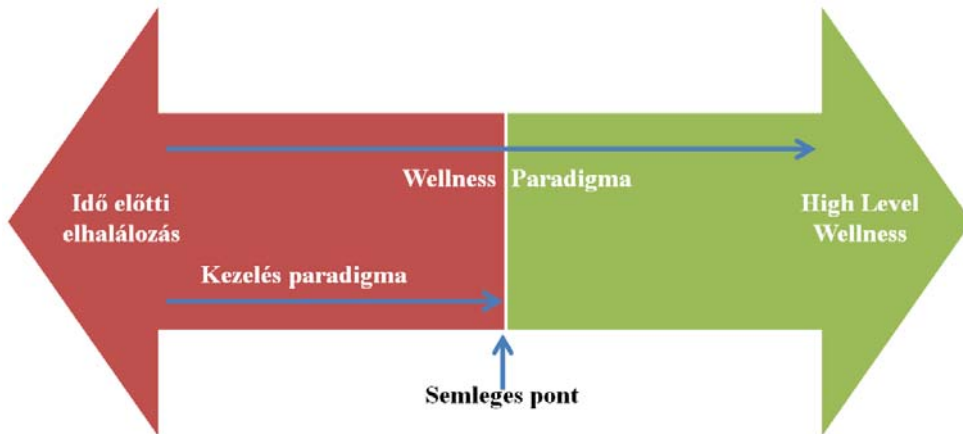 Wellness Paradigma
Idő előtti
elhalálozás
High Level
Wellness
Kezelés paradigma
Semleges pont